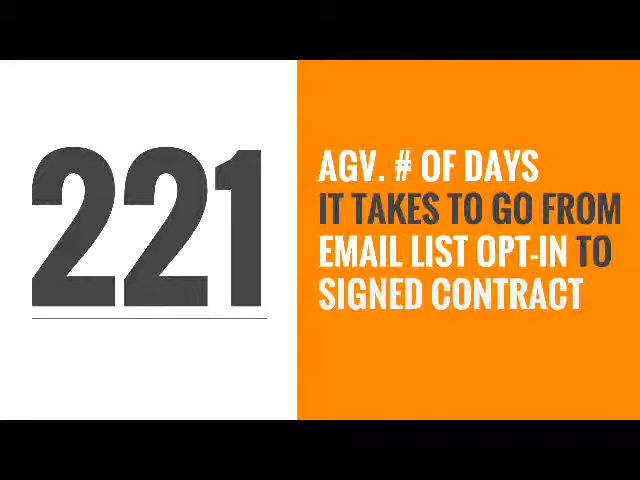 221
AGV. # OF DAYS
IT TAKES TO GO FROM
EMAIL LIST OPT-IN TO
SIGNED CONTRACT